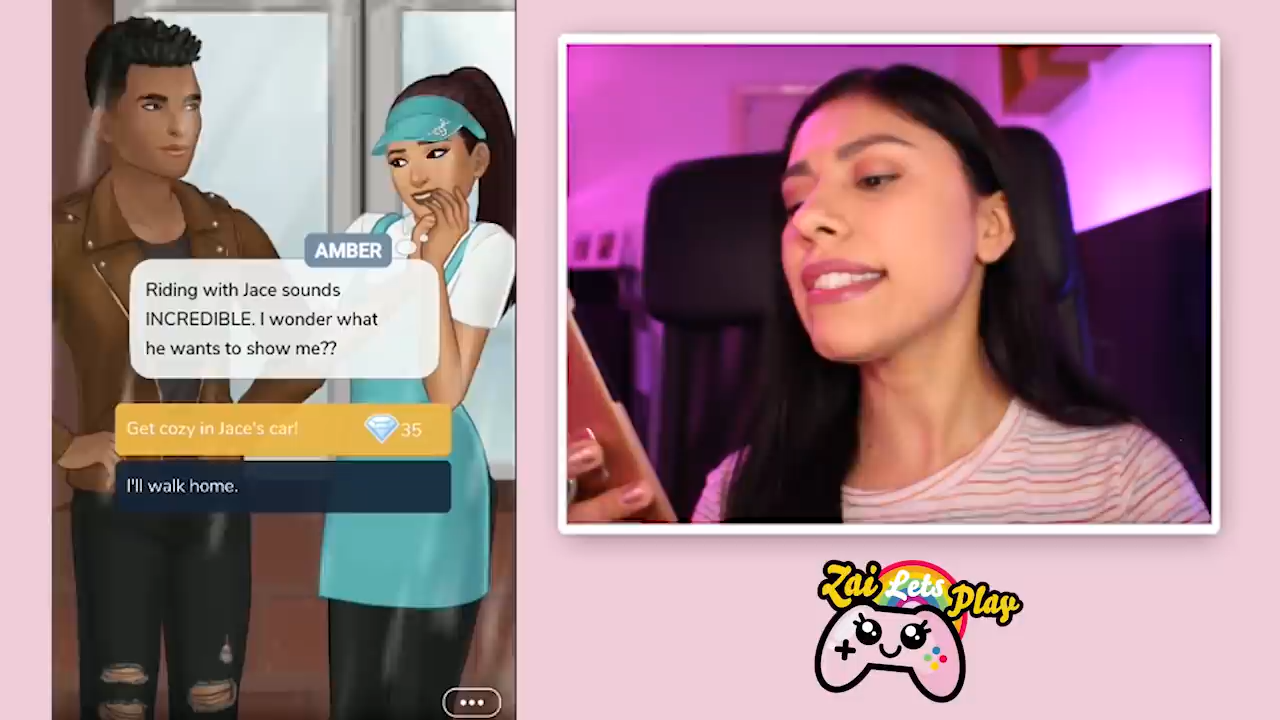 AMBER
Riding with Jace sounds
INCREDIBLE. I wonder what
he wants to show me??
Get cozy in Jace's car! 35
I'll walk home.
Zai Lets Play